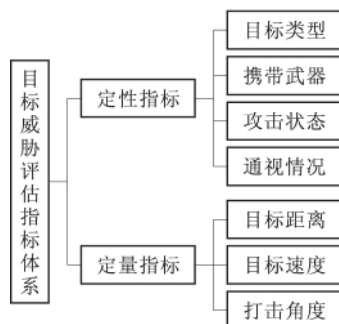 目标威胁评估指标体系
定性指标
目标类型
携带武器
攻击状态
通视情况
定量指标
目标距离
目标速度
打击角度